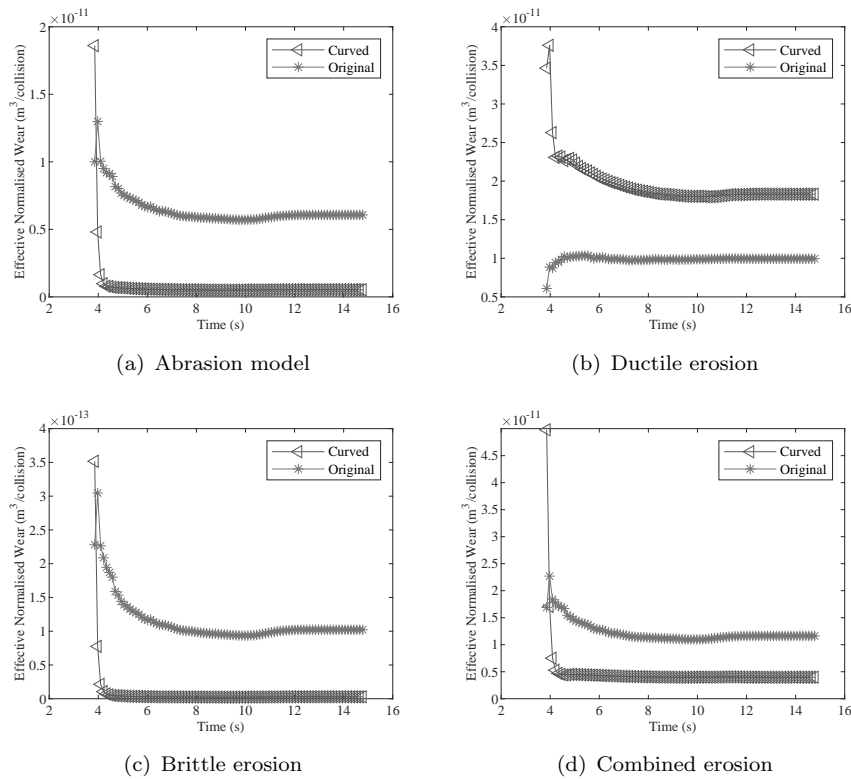 ×10⁻¹¹
Effective Normalised Wear (m³/collision)
2
1.5
1
0.5
0
2 4 6 8 10 12 14 16
Time (s)
Curved
Original
(a) Abrasion model
×10⁻¹¹
Effective Normalised Wear (m³/collision)
4
3.5
3
2.5
2
1.5
1
0.5
2 4 6 8 10 12 14 16
Time (s)
Curved
Original
(b) Ductile erosion
×10⁻¹³
Effective Normalised Wear (m³/collision)
4
3.5
3
2.5
2
1.5
1
0.5
0
2 4 6 8 10 12 14 16
Time (s)
Curved
Original
(c) Brittle erosion
×10⁻¹¹
Effective Normalised Wear (m³/collision)
4.5
4
3.5
3
2.5
2
1.5
1
0.5
0
2 4 6 8 10 12 14 16
Time (s)
Curved
Original
(d) Combined erosion